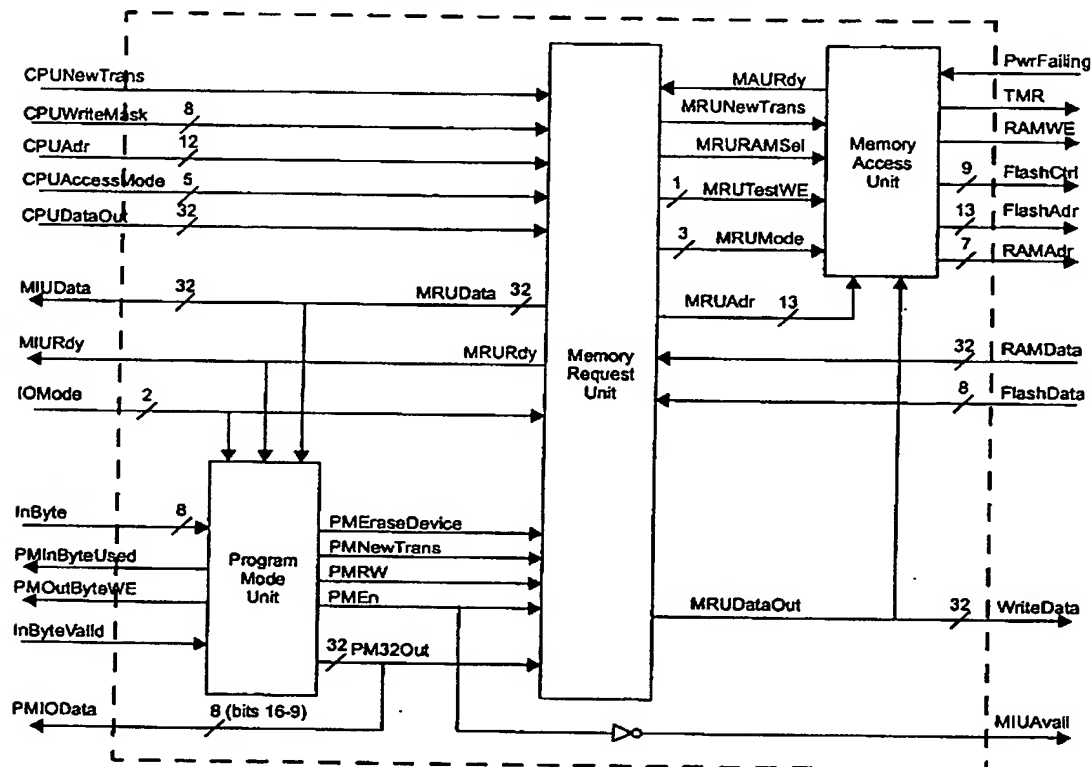 CPUNewTrans
CPUWriteMask 8
CPUAdr 12
CPUAccessMode 5
CPUDataOut 32
MIUData 32
MIURdy
IOMode 2
InByte 8
PMInByteUsed
PMOutByteWE
InByteValid
PMIOData
8 (bits 16-9)
Program
Mode
Unit
PMEraseDevice
PMNewTrans
PMRW
PMEn
32 PM32Out
MRUData 32
MRURdy
Memory
Request
Unit
MAURdy
MRUNewTrans
MRURAMSel
1 MRUTestWE
3 MRUMode
MRUAdr 13
MRUDataOut
Memory
Access
Unit
PwrFailing
TMR
RAMWE
9 FlashCtrl
13 FlashAdr
7 RAMAdr
32 RAMData
8 FlashData
32 WriteData
MIUAvail